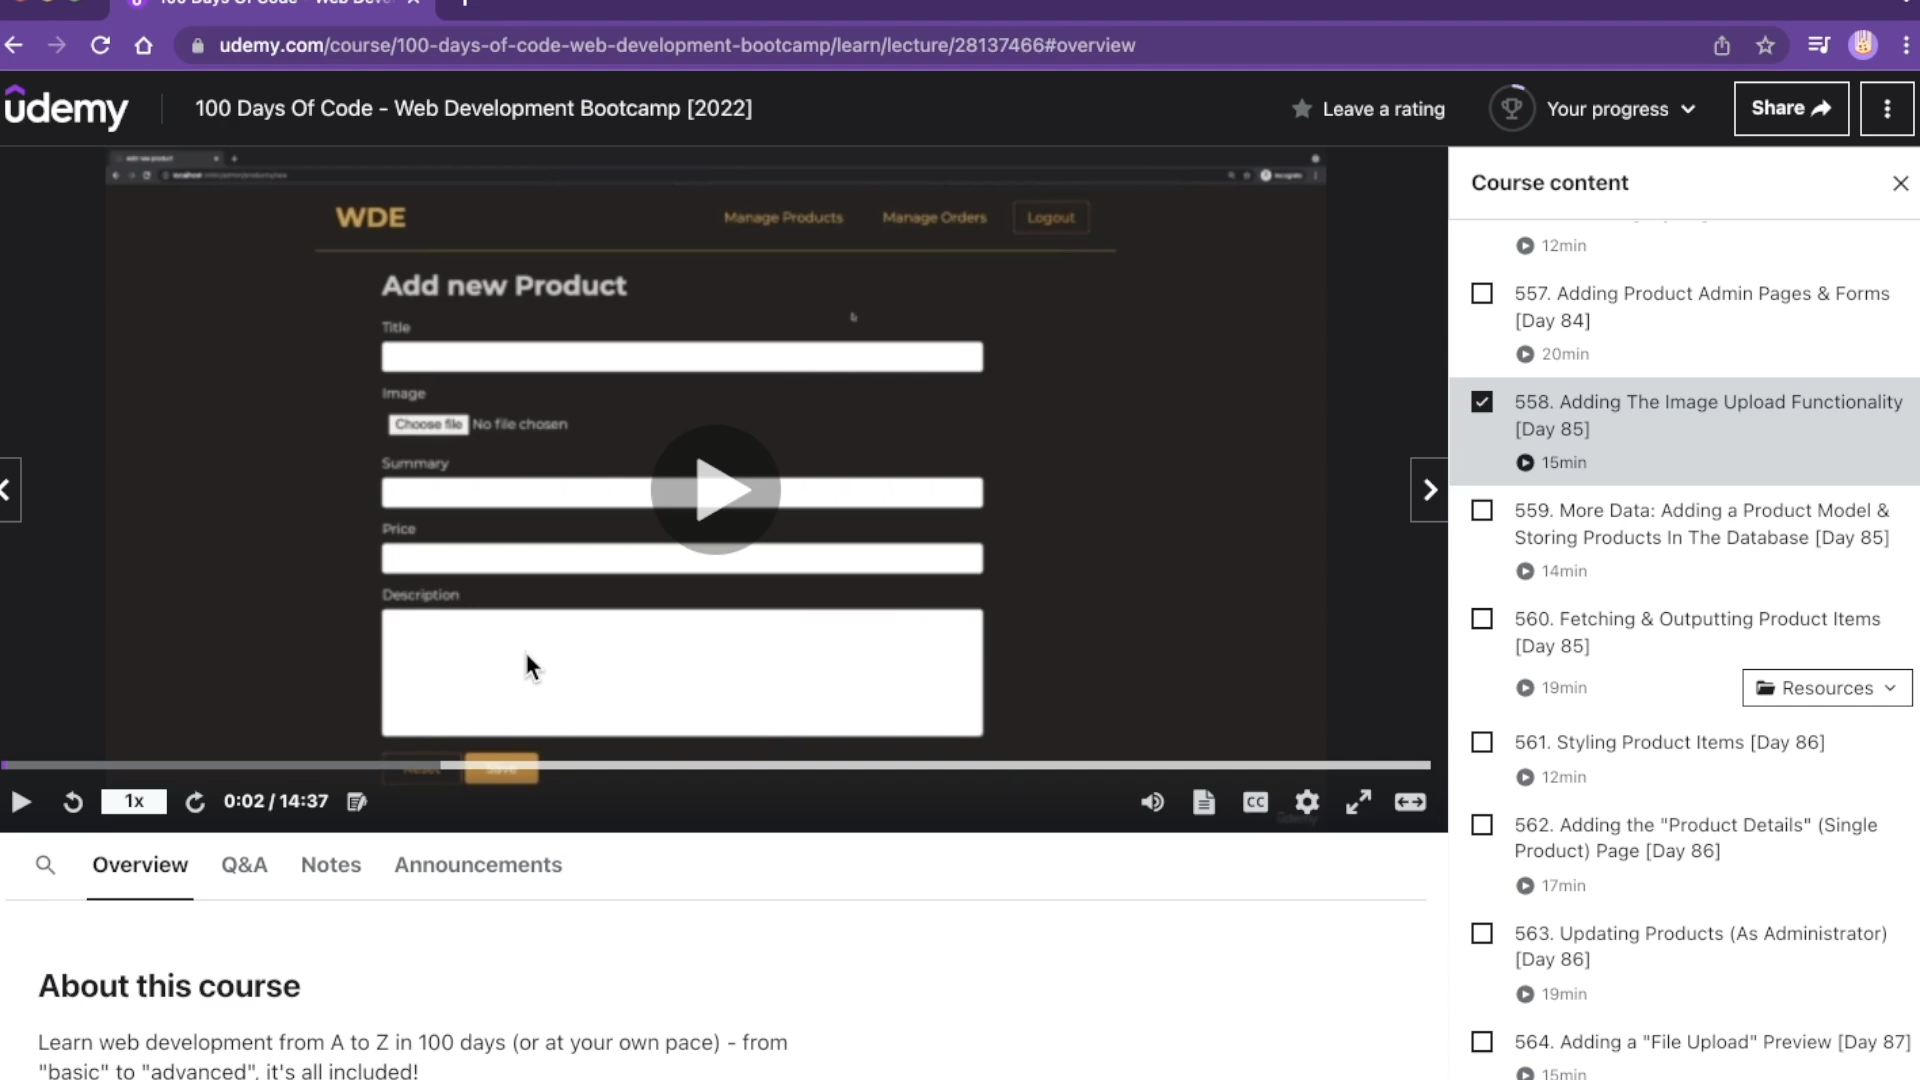 udemy.com/course/100-days-of-code-web-development-bootcamp/learn/lecture/28137466#overview
ûdemy
100 Days Of Code - Web Development Bootcamp [2022]
Leave a rating
Your progress
Share
WDE
Manage Products
Manage Orders
Logout
Add new Product
Title
Image
Choose file No file chosen
Summary
Price
Description
Reset
Save
1x
0:02 / 14:37
CC
Overview
Q&A
Notes
Announcements
About this course
Learn web development from A to Z in 100 days (or at your own pace) - from
"basic" to "advanced", it's all included!
Course content
12min
557. Adding Product Admin Pages & Forms
[Day 84]
20min
558. Adding The Image Upload Functionality
[Day 85]
15min
559. More Data: Adding a Product Model &
Storing Products In The Database [Day 85]
14min
560. Fetching & Outputting Product Items
[Day 85]
19min
Resources
561. Styling Product Items [Day 86]
12min
562. Adding the "Product Details" (Single
Product) Page [Day 86]
17min
563. Updating Products (As Administrator)
[Day 86]
19min
564. Adding a "File Upload" Preview [Day 87]
15min